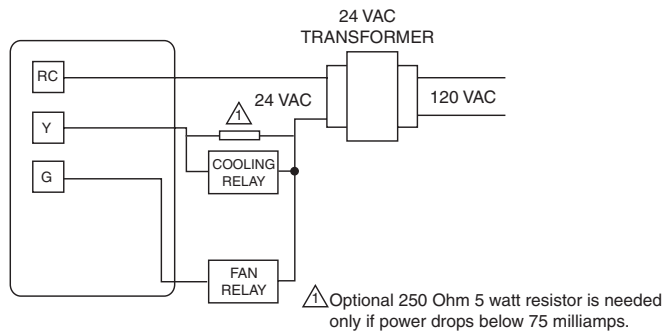 24 VAC
TRANSFORMER
RC
24 VAC
120 VAC
1
Y
COOLING
RELAY
G
FAN
RELAY
1 Optional 250 Ohm 5 watt resistor is needed
only if power drops below 75 milliamps.